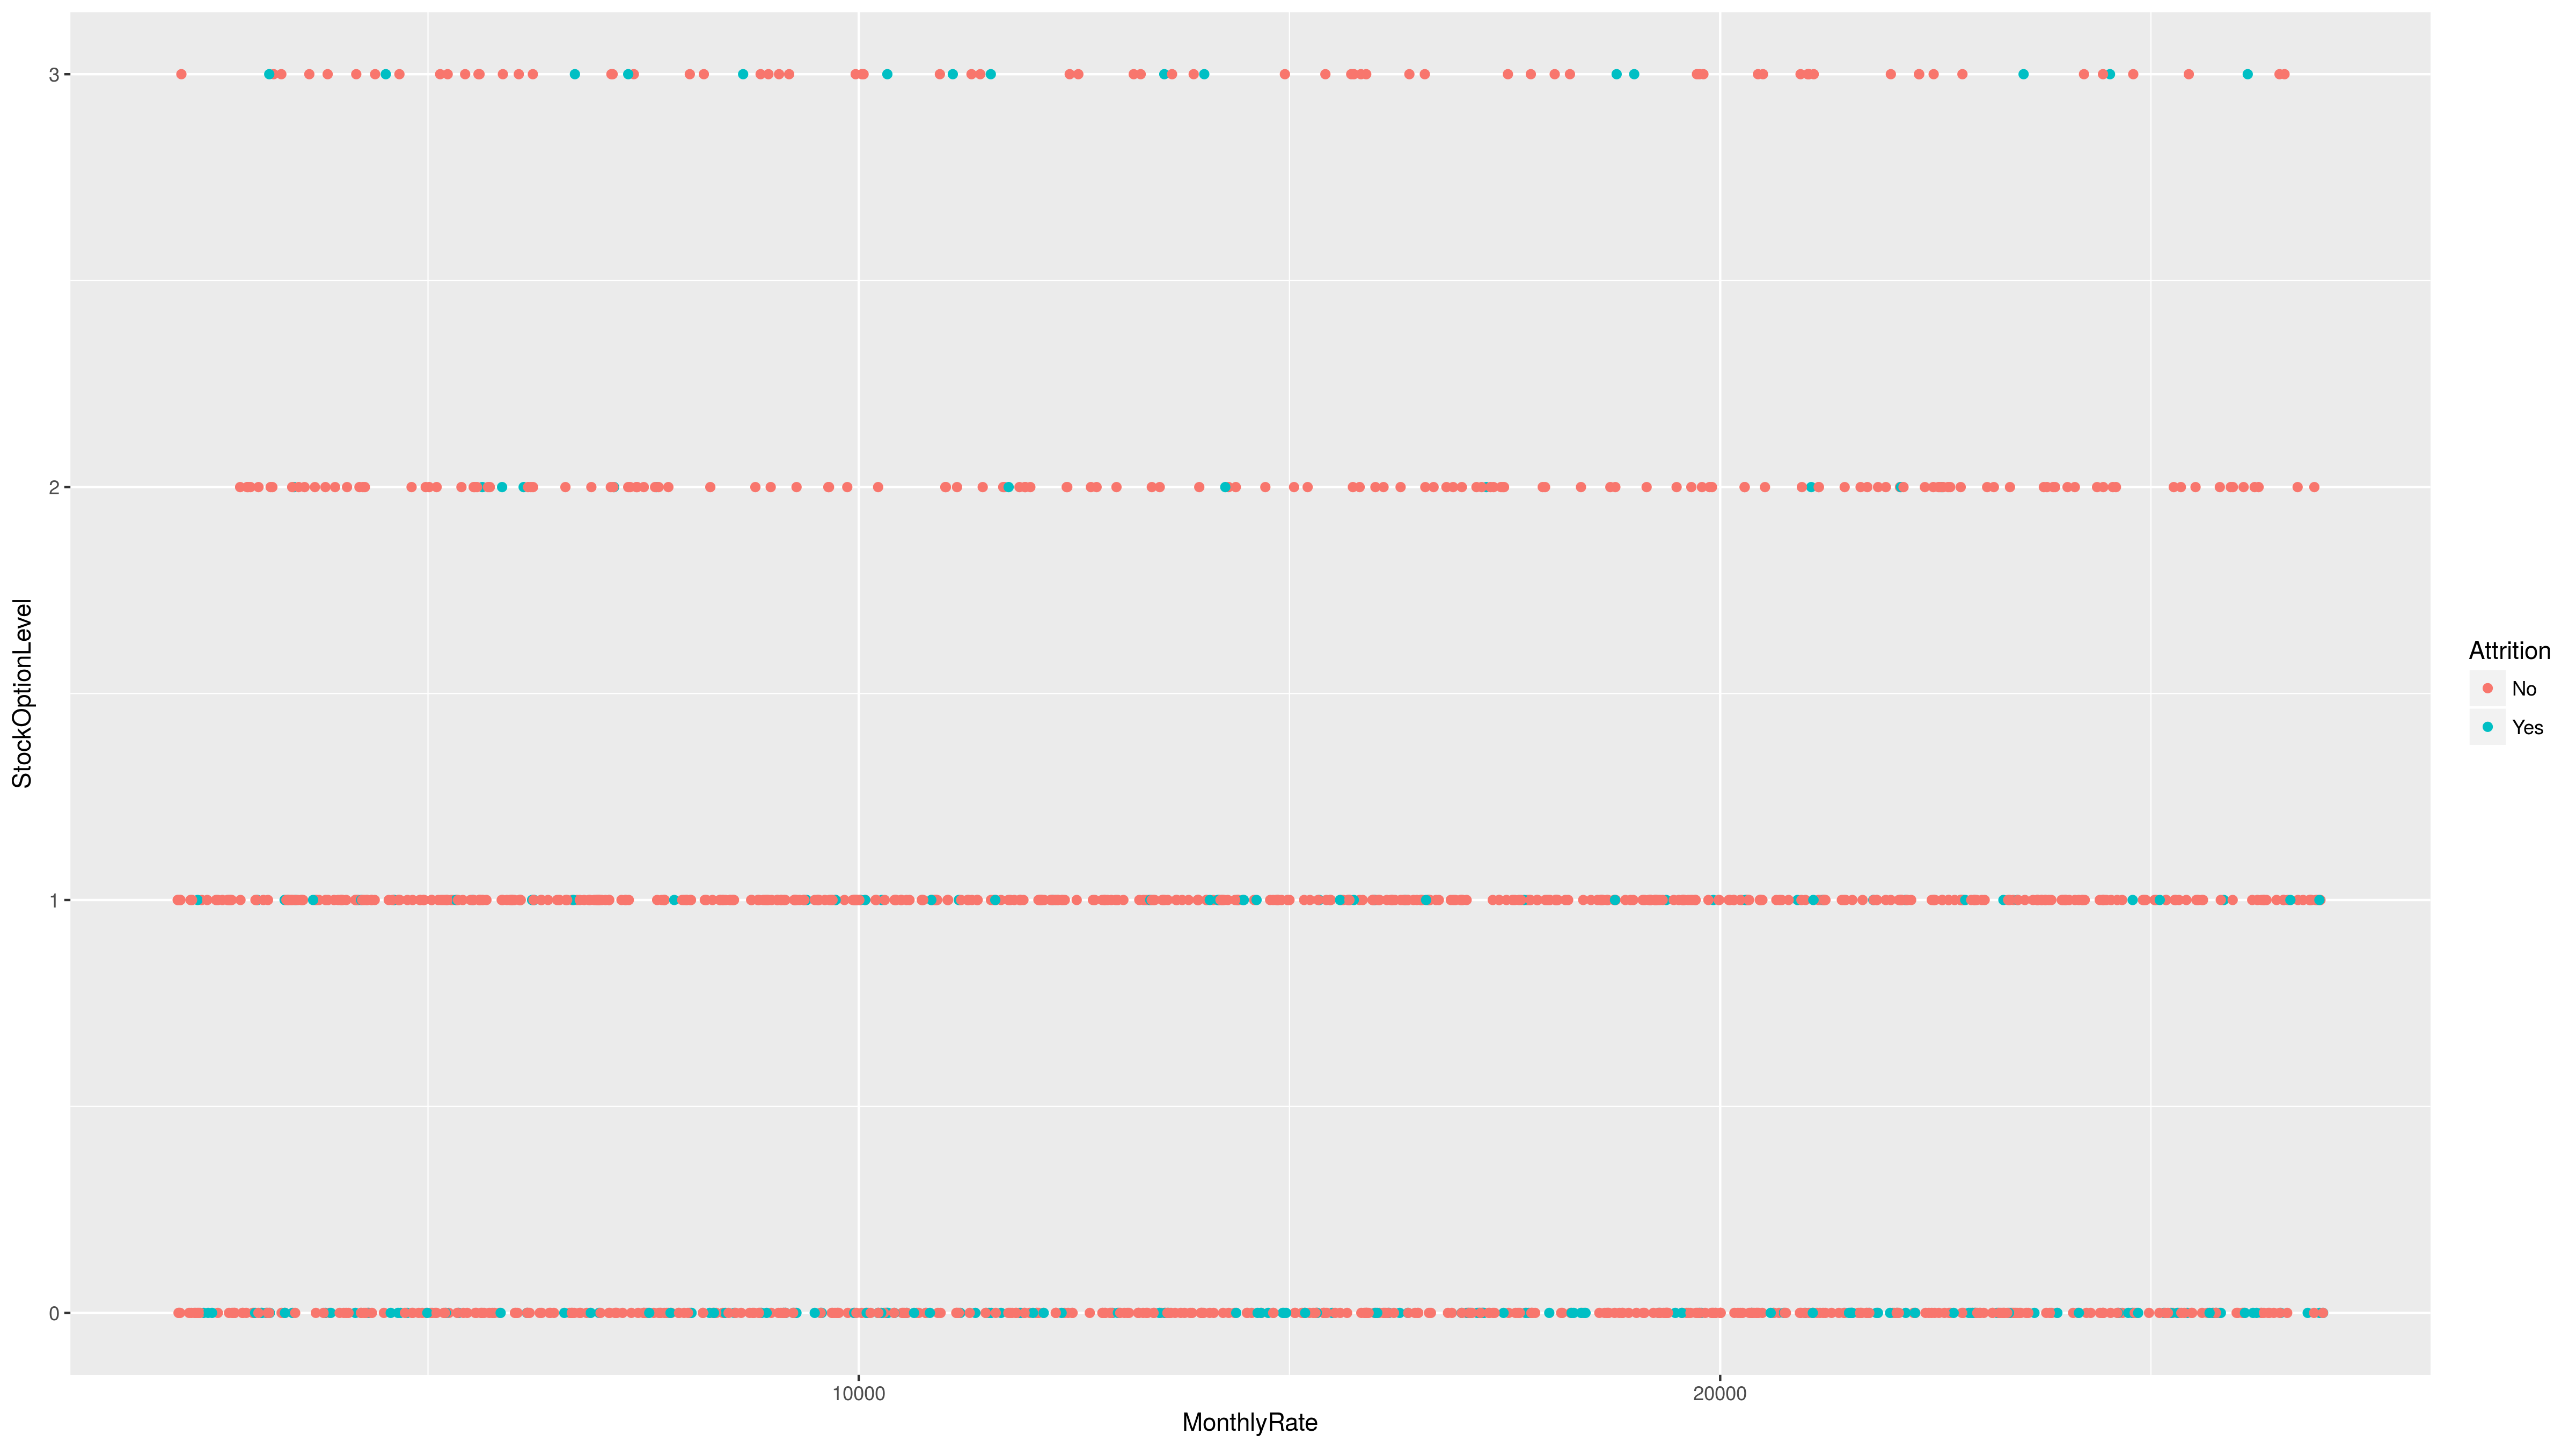 3
2
1
0
StockOptionLevel
10000
20000
MonthlyRate
Attrition
No
Yes